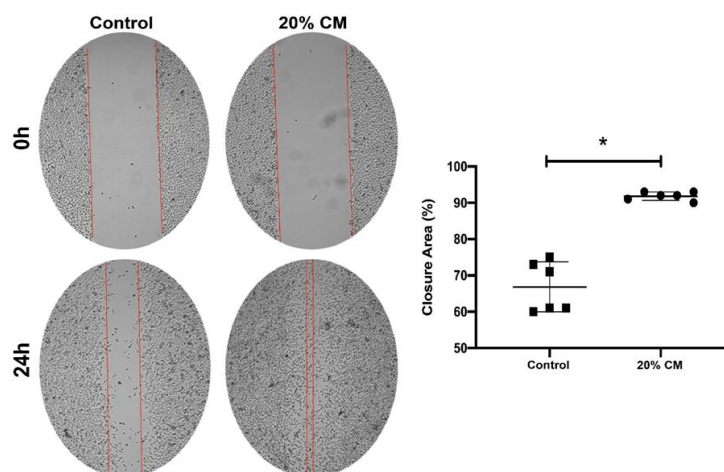 Control
20% CM
0h
24h
*
Closure Area (%)
100
90
80
70
60
50
Control
20% CM